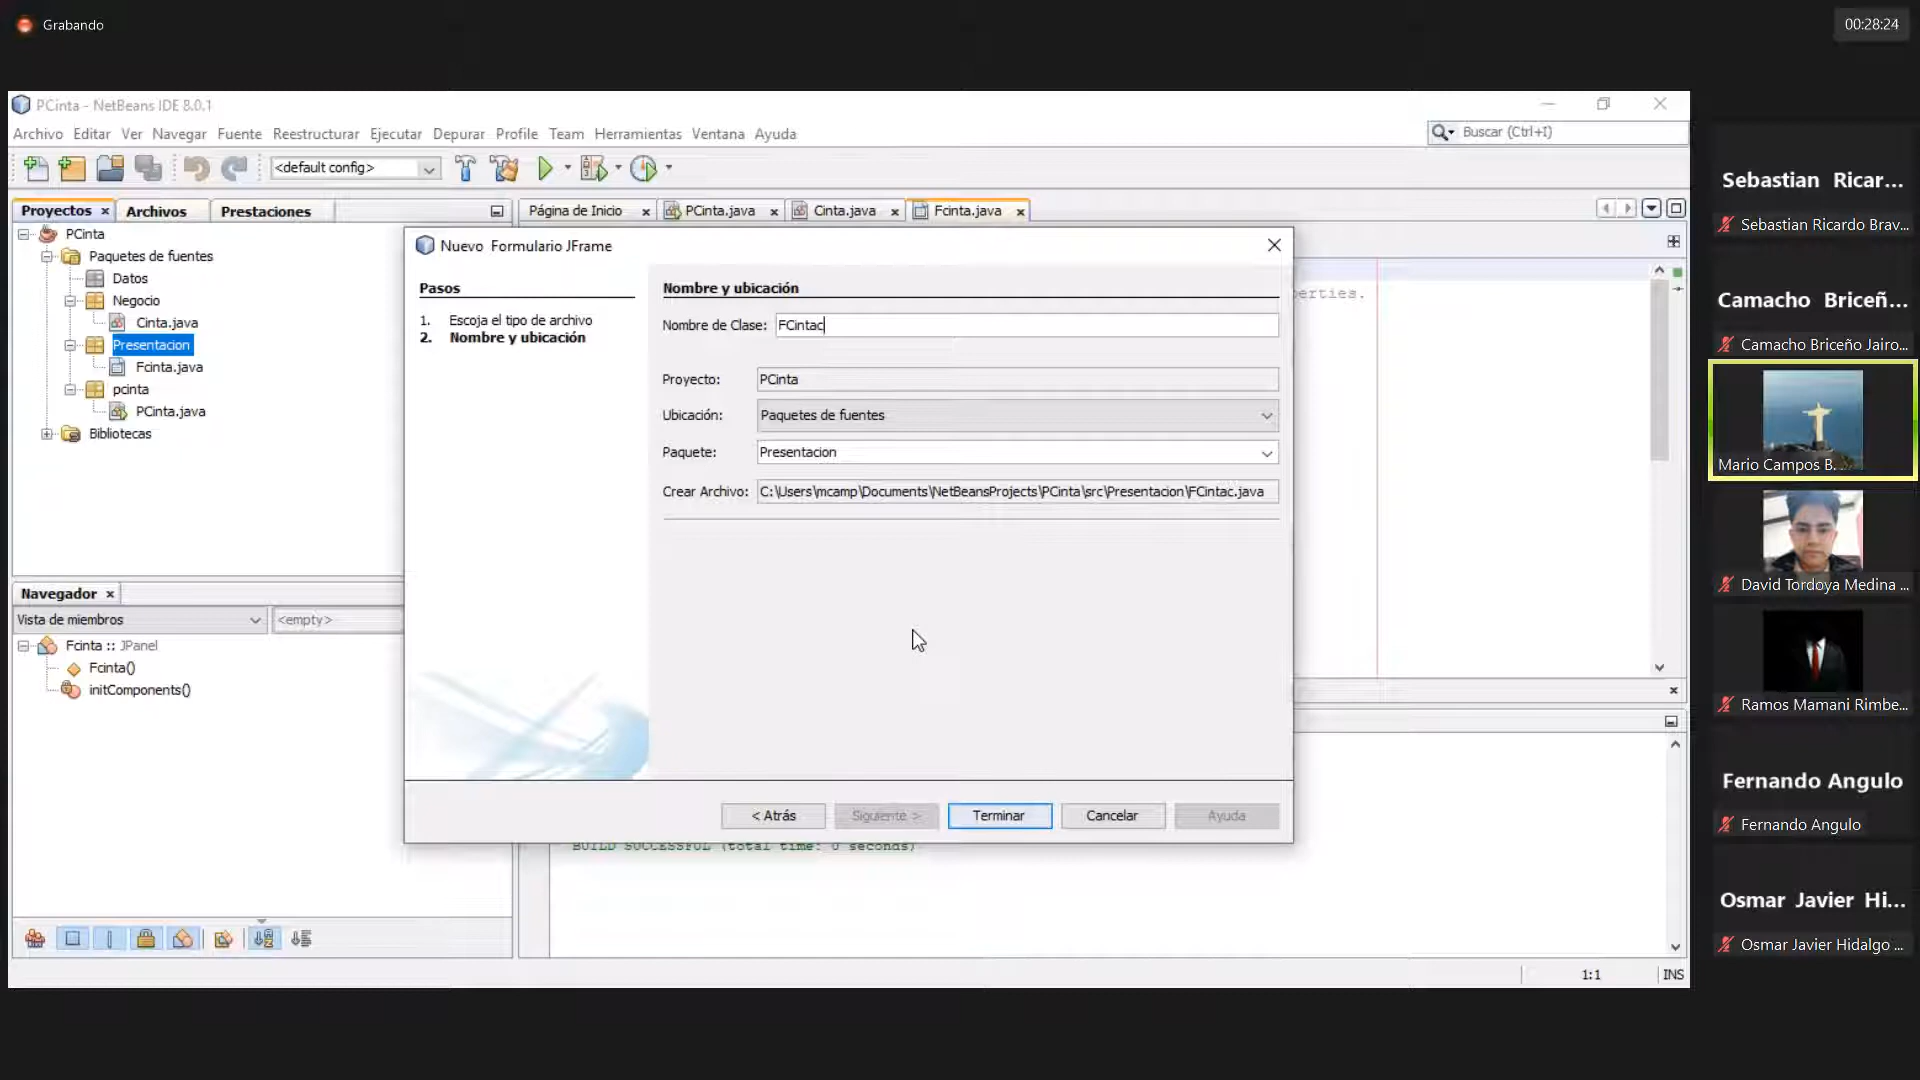 Grabando
00:28:24
PCinta - NetBeans IDE 8.0.1
Archivo Editar Ver Navegar Fuente Reestructurar Ejecutar Depurar Profile Team Herramientas Ventana Ayuda
Buscar (Ctrl+I)
<default config>
Proyectos Archivos Prestaciones
Página de Inicio PCinta.java Cinta.java Fcinta.java
PCinta
Paquetes de fuentes
Datos
Negocio
Cinta.java
Presentacion
Fcinta.java
pcinta
PCinta.java
Bibliotecas
Nuevo Formulario JFrame
Pasos
1. Escoja el tipo de archivo
2. Nombre y ubicación
Nombre y ubicación
Nombre de Clase: FCintac
Proyecto: PCinta
Ubicación: Paquetes de fuentes
Paquete: Presentacion
Crear Archivo: C:\Users\mcamp\Documents\NetBeansProjects\PCinta\src\Presentacion\FCintac.java
< Atrás Siguiente > Terminar Cancelar Ayuda
erties.
Navegador
Vista de miembros <empty>
Fcinta :: JPanel
Fcinta()
initComponents()
BUILD SUCCESSFUL (total time: 0 seconds)
1:1 INS
Sebastian Ricar...
Sebastian Ricardo Brav...
Camacho Briceñ...
Camacho Briceño Jairo...
Mario Campos B...
David Tordoya Medina ...
Ramos Mamani Rimbe...
Fernando Angulo
Fernando Angulo
Osmar Javier Hi...
Osmar Javier Hidalgo ...